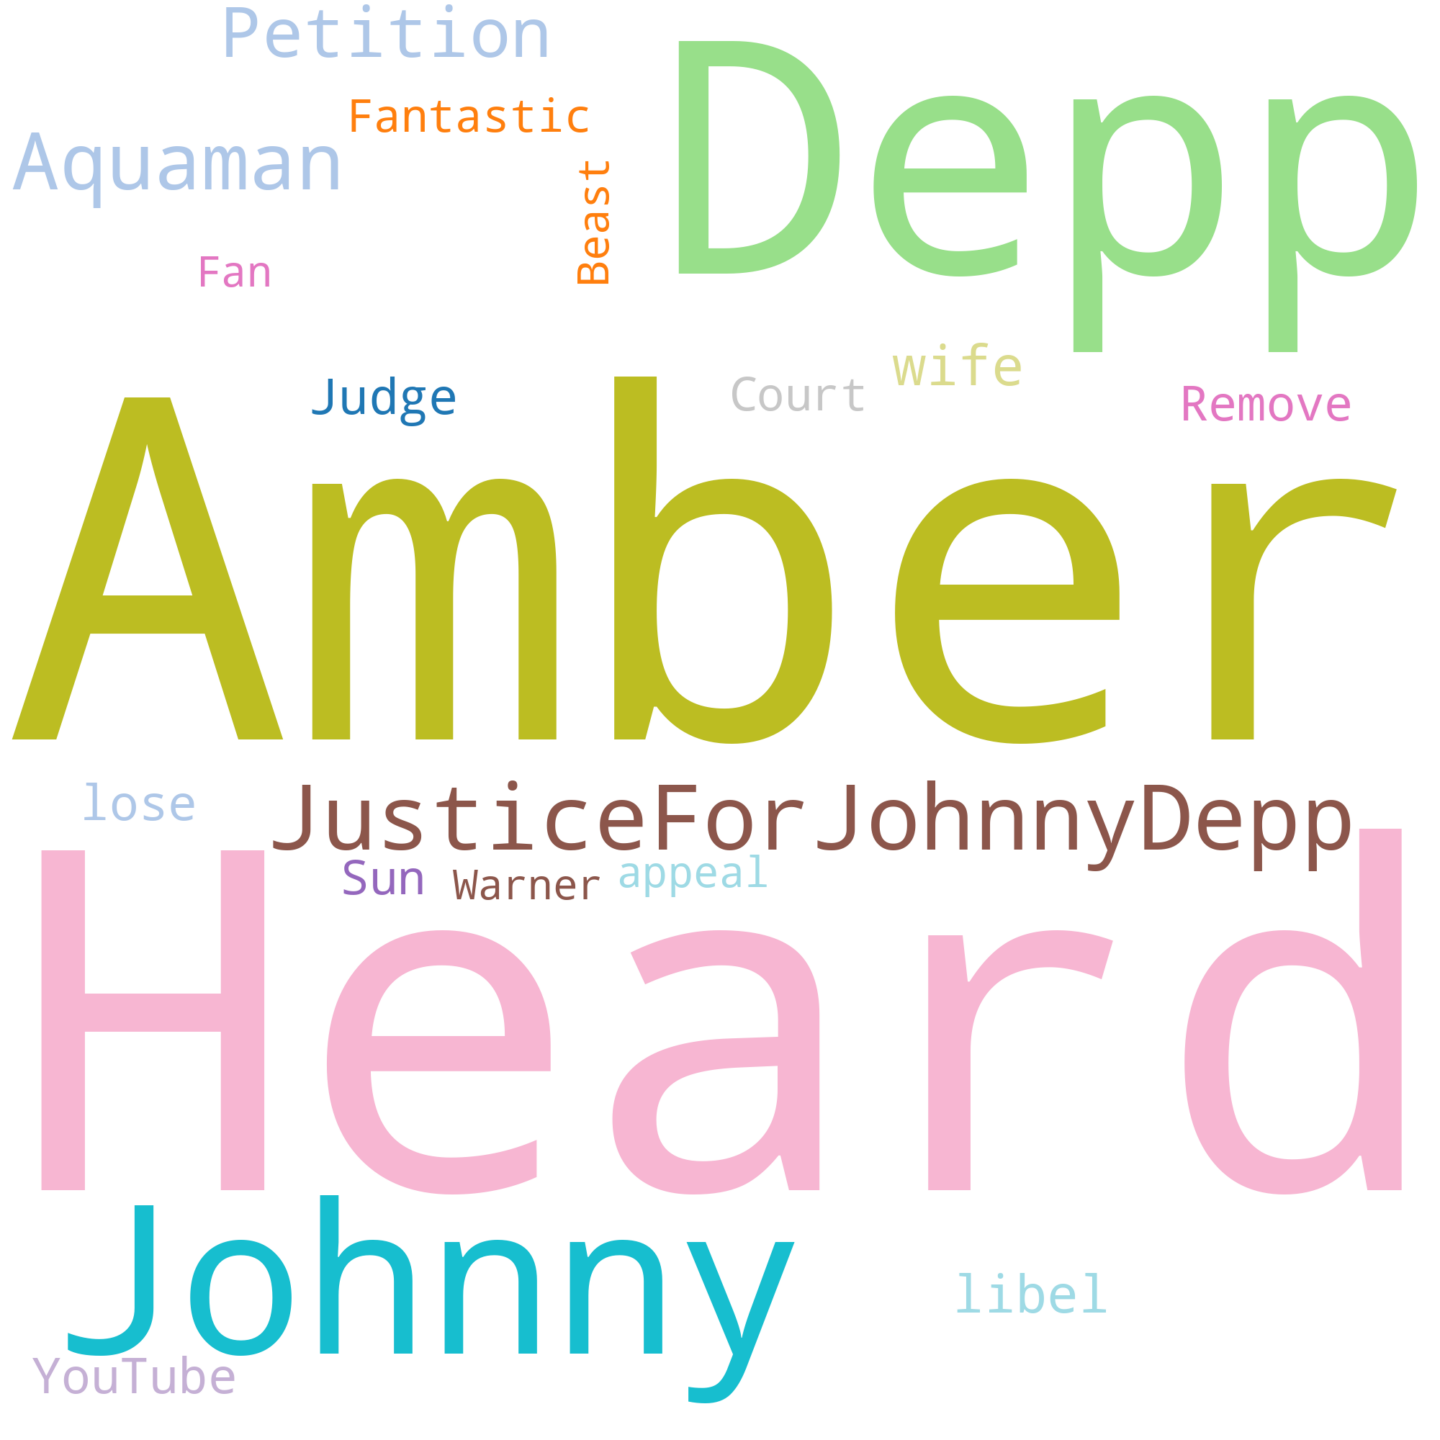 Petition
Depp
Fantastic
Aquaman
Beast
Fan
wife
Judge
Court
Remove
Amber
lose
JusticeForJohnnyDepp
Sun
Warner
appeal
Heard
Johnny
libel
YouTube